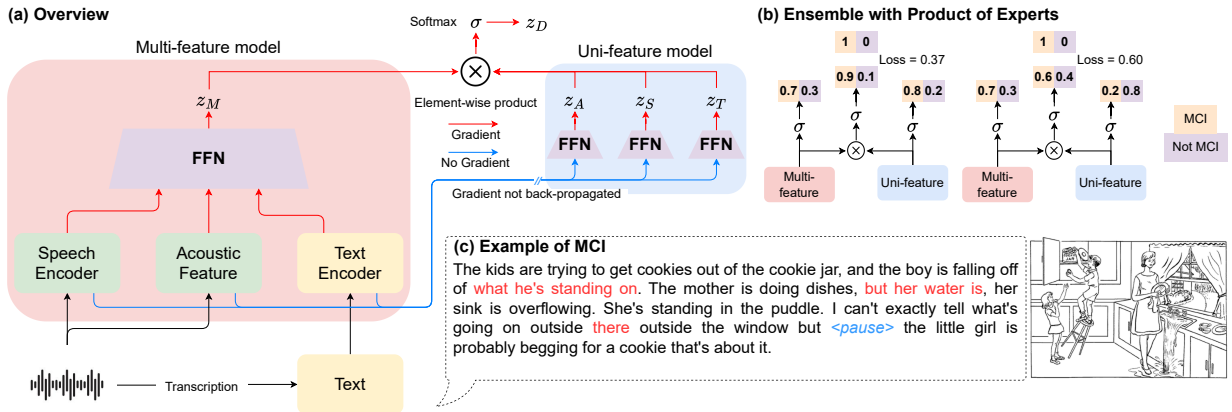 (a) Overview
Multi-feature model
Softmax σ z_D
Uni-feature model
z_M
Element-wise product
Gradient
No Gradient
z_A z_S z_T
FFN
FFN FFN FFN
Gradient not back-propagated
Speech
Encoder
Acoustic
Feature
Text
Encoder
Transcription
Text
(b) Ensemble with Product of Experts
1 0
Loss = 0.37
0.9 0.1
0.7 0.3
0.8 0.2
σ σ σ
Multi-
feature
Uni-feature
1 0
Loss = 0.60
0.6 0.4
0.7 0.3
0.2 0.8
σ σ σ
Multi-
feature
Uni-feature
MCI
Not MCI
(c) Example of MCI
The kids are trying to get cookies out of the cookie jar, and the boy is falling off
of what he's standing on. The mother is doing dishes, but her water is, her
sink is overflowing. She's standing in the puddle. I can't exactly tell what's
going on outside there outside the window but <pause> the little girl is
probably begging for a cookie that's about it.